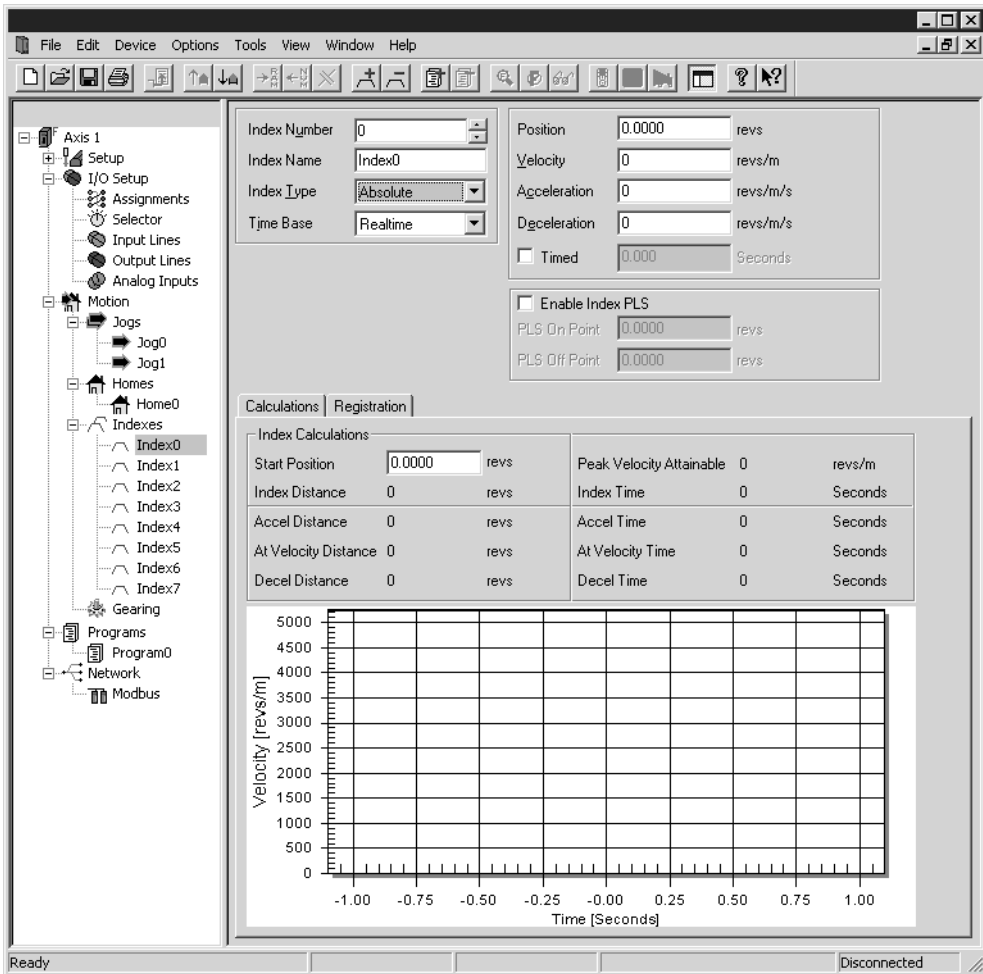 File Edit Device Options Tools View Window Help
Axis 1
Setup
I/O Setup
Assignments
Selector
Input Lines
Output Lines
Analog Inputs
Motion
Jogs
Jog0
Jog1
Homes
Home0
Indexes
Index0
Index1
Index2
Index3
Index4
Index5
Index6
Index7
Gearing
Programs
Program0
Network
Modbus
Index Number 0
Index Name Index0
Index Type Absolute
Time Base Realtime
Position 0.0000 revs
Velocity 0 revs/m
Acceleration 0 revs/m/s
Deceleration 0 revs/m/s
Timed 0.000 Seconds
Enable Index PLS
PLS On Point 0.0000 revs
PLS Off Point 0.0000 revs
Calculations Registration
Index Calculations
Start Position 0.0000 revs Peak Velocity Attainable 0 revs/m
Index Distance 0 revs Index Time 0 Seconds
Accel Distance 0 revs Accel Time 0 Seconds
At Velocity Distance 0 revs At Velocity Time 0 Seconds
Decel Distance 0 revs Decel Time 0 Seconds
Velocity [revs/m]
5000
4500
4000
3500
3000
2500
2000
1500
1000
500
0
-1.00 -0.75 -0.50 -0.25 -0.00 0.25 0.50 0.75 1.00
Time [Seconds]
Ready Disconnected